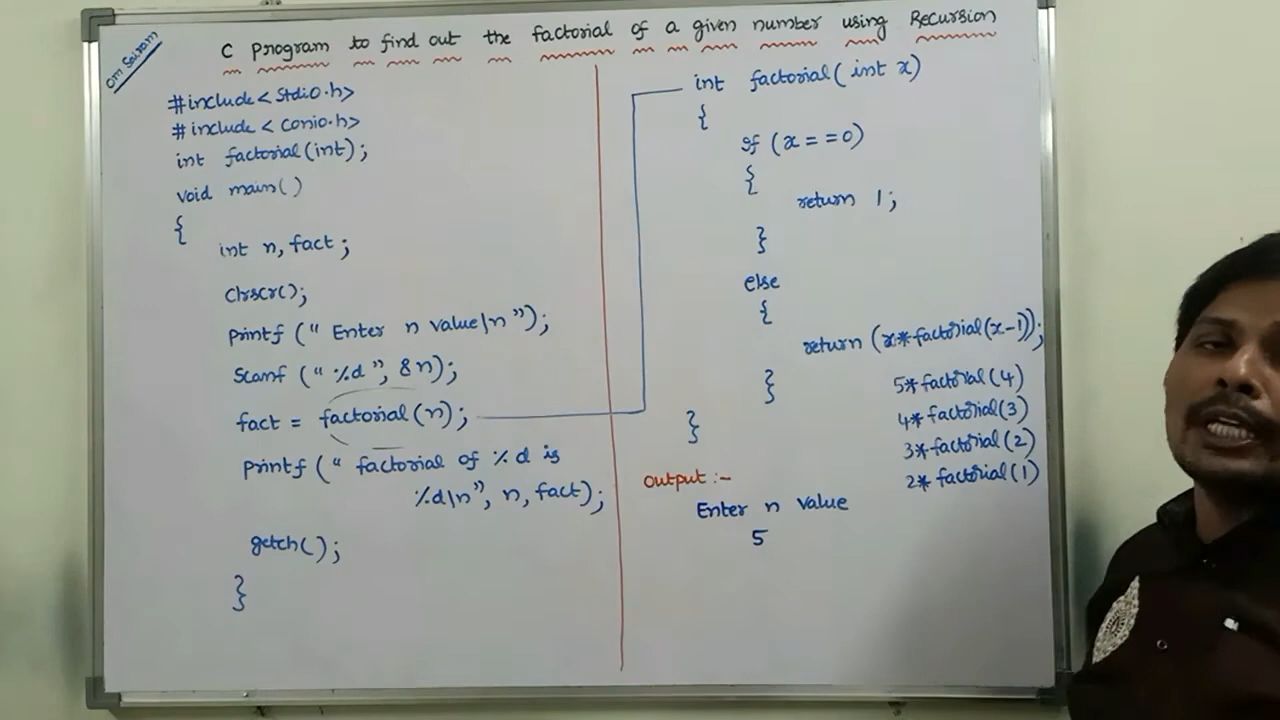 Om Sairam
C program to find out the factorial of a given number using Recursion
#include<Stdio.h>
#include<Conio.h>
int factorial(int);
void main()
{
int n, fact;
Clrscr();
Printf (" Enter n value\n ");
Scanf (" %d ", &n);
fact = factorial(n);
Printf (" factorial of %d is
%d\n", n, fact);
getch();
}
int factorial(int x)
{
if (x==0)
{
return 1;
}
else
{
return (x*factorial(x-1));
}
}
5*factorial(4)
4*factorial(3)
3*factorial(2)
2*factorial(1)
Output :-
Enter n value
5